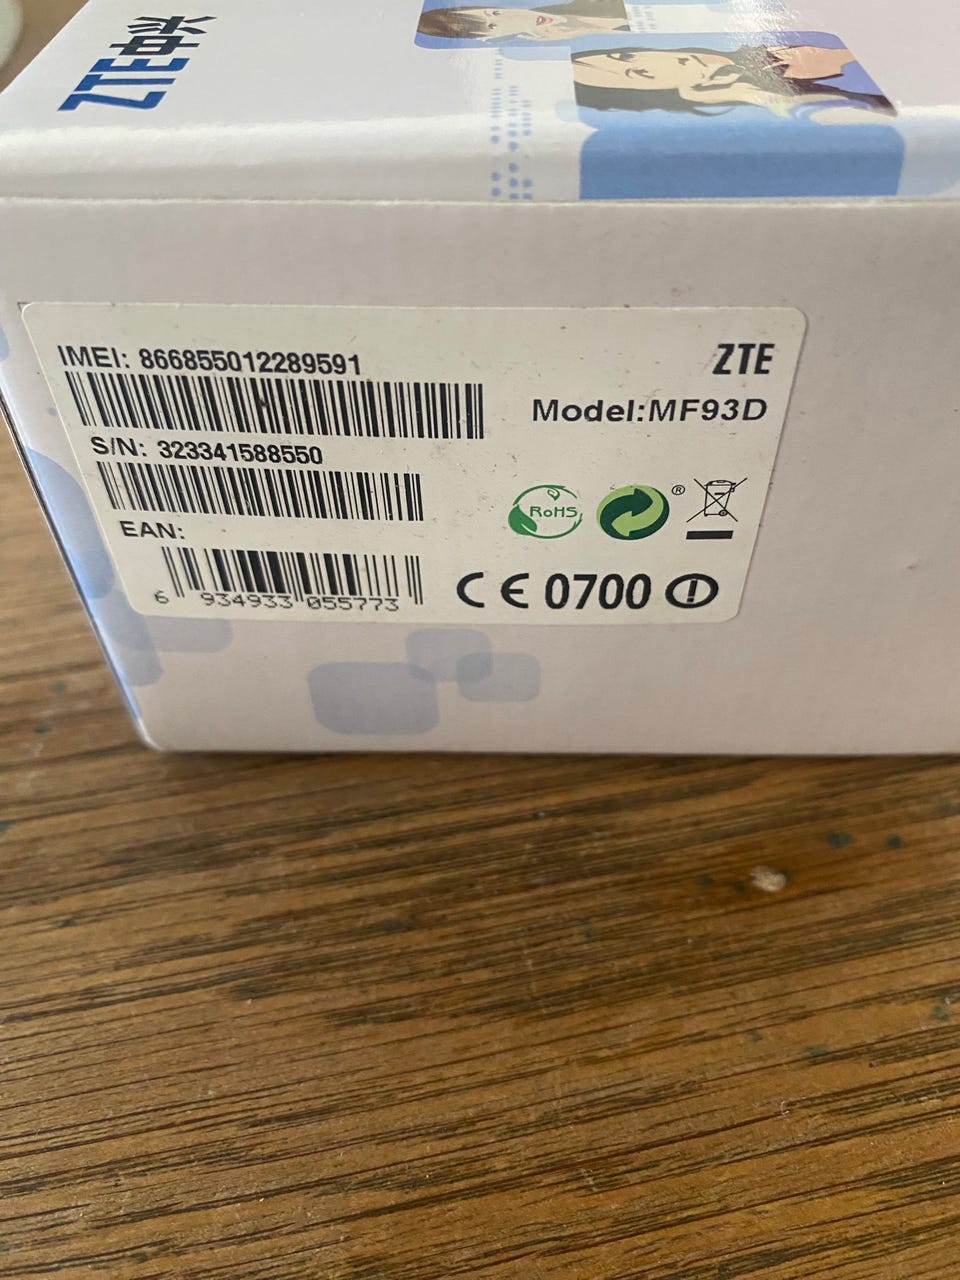 ZTE中兴
IMEI: 866855012289591
ZTE
Model:MF93D
S/N: 323341588550
RoHS
®
EAN:
6 934933 055773
CE 0700